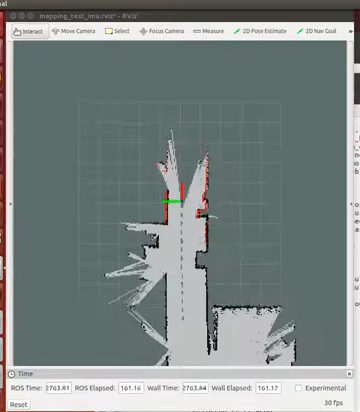 mapping_test_imu.rviz* - RViz
Interact Move Camera Select Focus Camera Measure 2D Pose Estimate 2D Nav Goal
Time
ROS Time: 2763.81 ROS Elapsed: 161.16 Wall Time: 2763.84 Wall Elapsed: 161.17 Experimental
Reset 30 fps